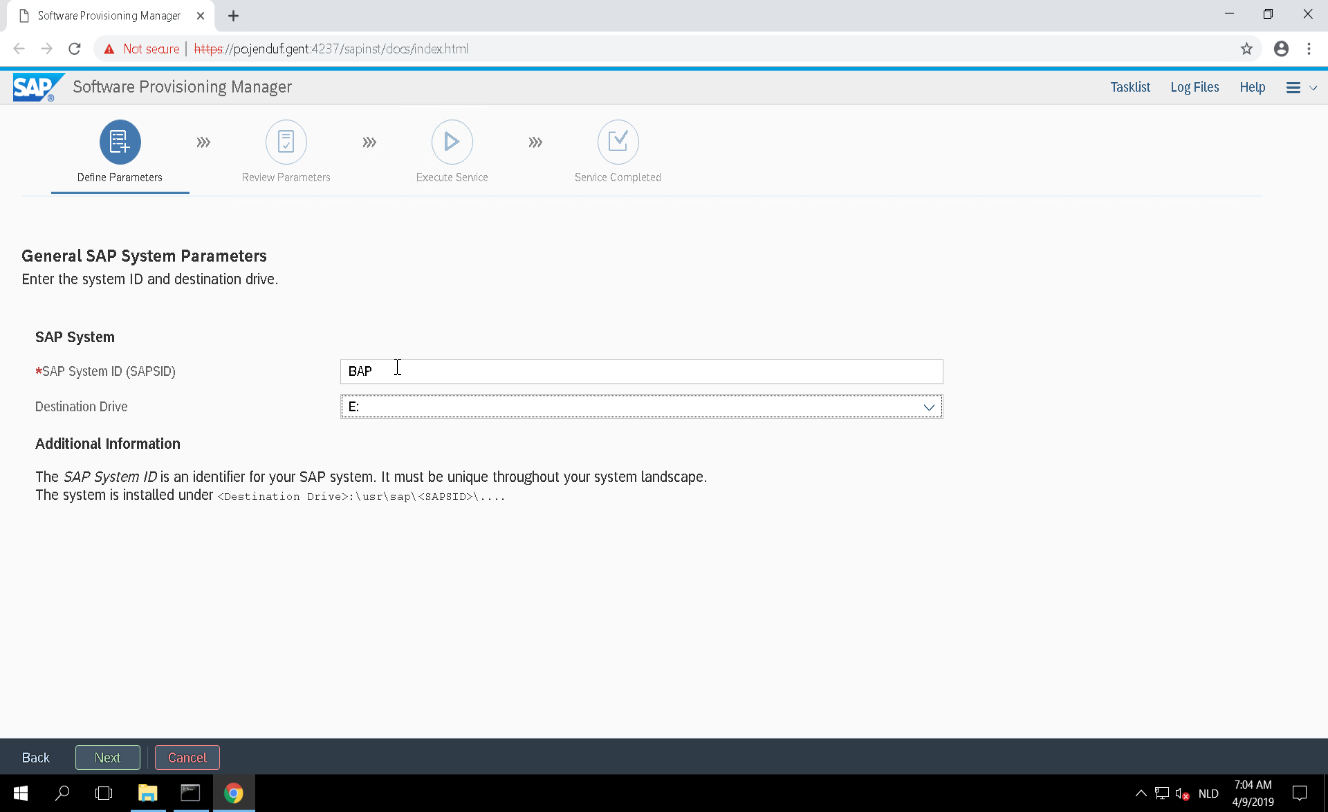 Software Provisioning Manager
Not secure | https://pojenduf.gent:4237/sapinst/docs/index.html
SAP Software Provisioning Manager Tasklist Log Files Help
Define Parameters Review Parameters Execute Service Service Completed
General SAP System Parameters
Enter the system ID and destination drive.
SAP System
*SAP System ID (SAPSID) BAP
Destination Drive E:
Additional Information
The SAP System ID is an identifier for your SAP system. It must be unique throughout your system landscape.
The system is installed under <Destination Drive>:\usr\sap\<SAPSID>\....
Back Next Cancel
NLD 7:04 AM
4/9/2019